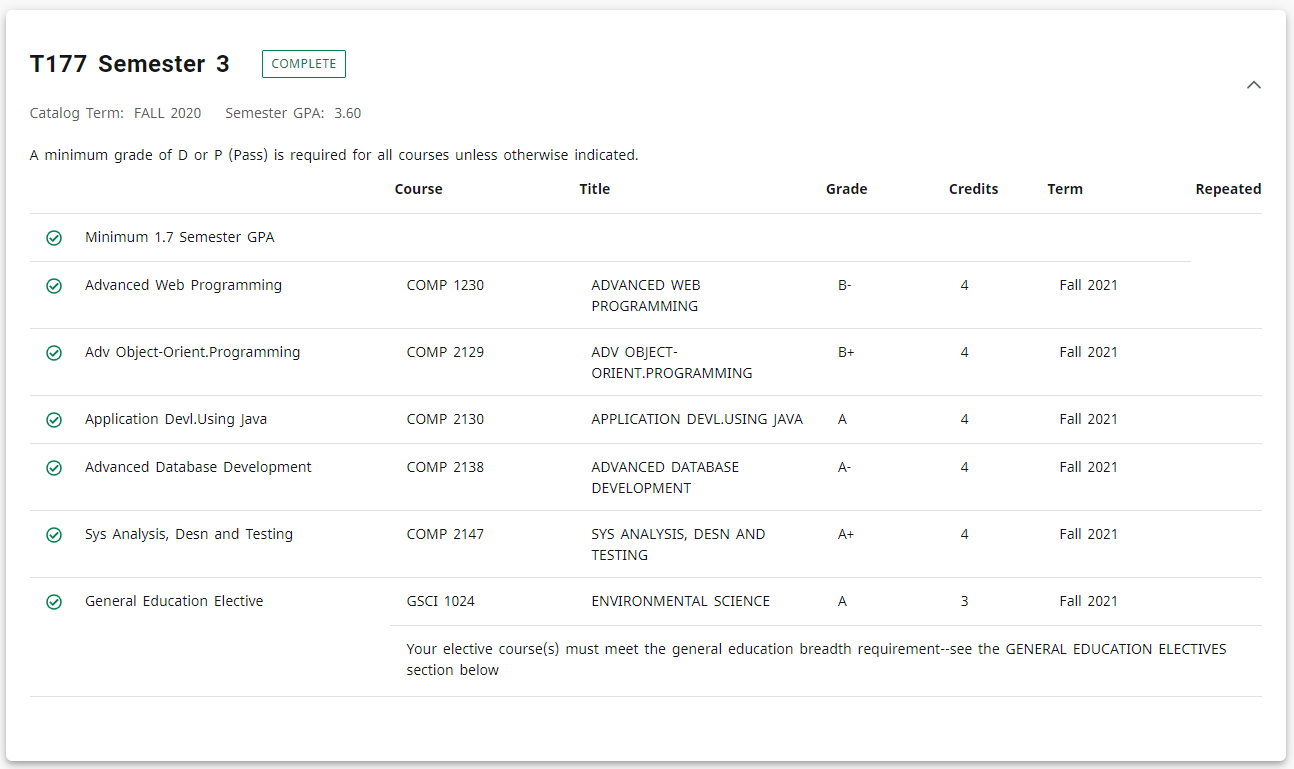 T177 Semester 3 COMPLETE
Catalog Term: FALL 2020 Semester GPA: 3.60
A minimum grade of D or P (Pass) is required for all courses unless otherwise indicated.
Course Title Grade Credits Term Repeated
Minimum 1.7 Semester GPA
Advanced Web Programming COMP 1230 ADVANCED WEB B- 4 Fall 2021
PROGRAMMING
Adv Object-Orient.Programming COMP 2129 ADV OBJECT- B+ 4 Fall 2021
ORIENT.PROGRAMMING
Application Devl.Using Java COMP 2130 APPLICATION DEVL.USING JAVA A 4 Fall 2021
Advanced Database Development COMP 2138 ADVANCED DATABASE A- 4 Fall 2021
DEVELOPMENT
Sys Analysis, Desn and Testing COMP 2147 SYS ANALYSIS, DESN AND A+ 4 Fall 2021
TESTING
General Education Elective GSCI 1024 ENVIRONMENTAL SCIENCE A 3 Fall 2021
Your elective course(s) must meet the general education breadth requirement--see the GENERAL EDUCATION ELECTIVES
section below